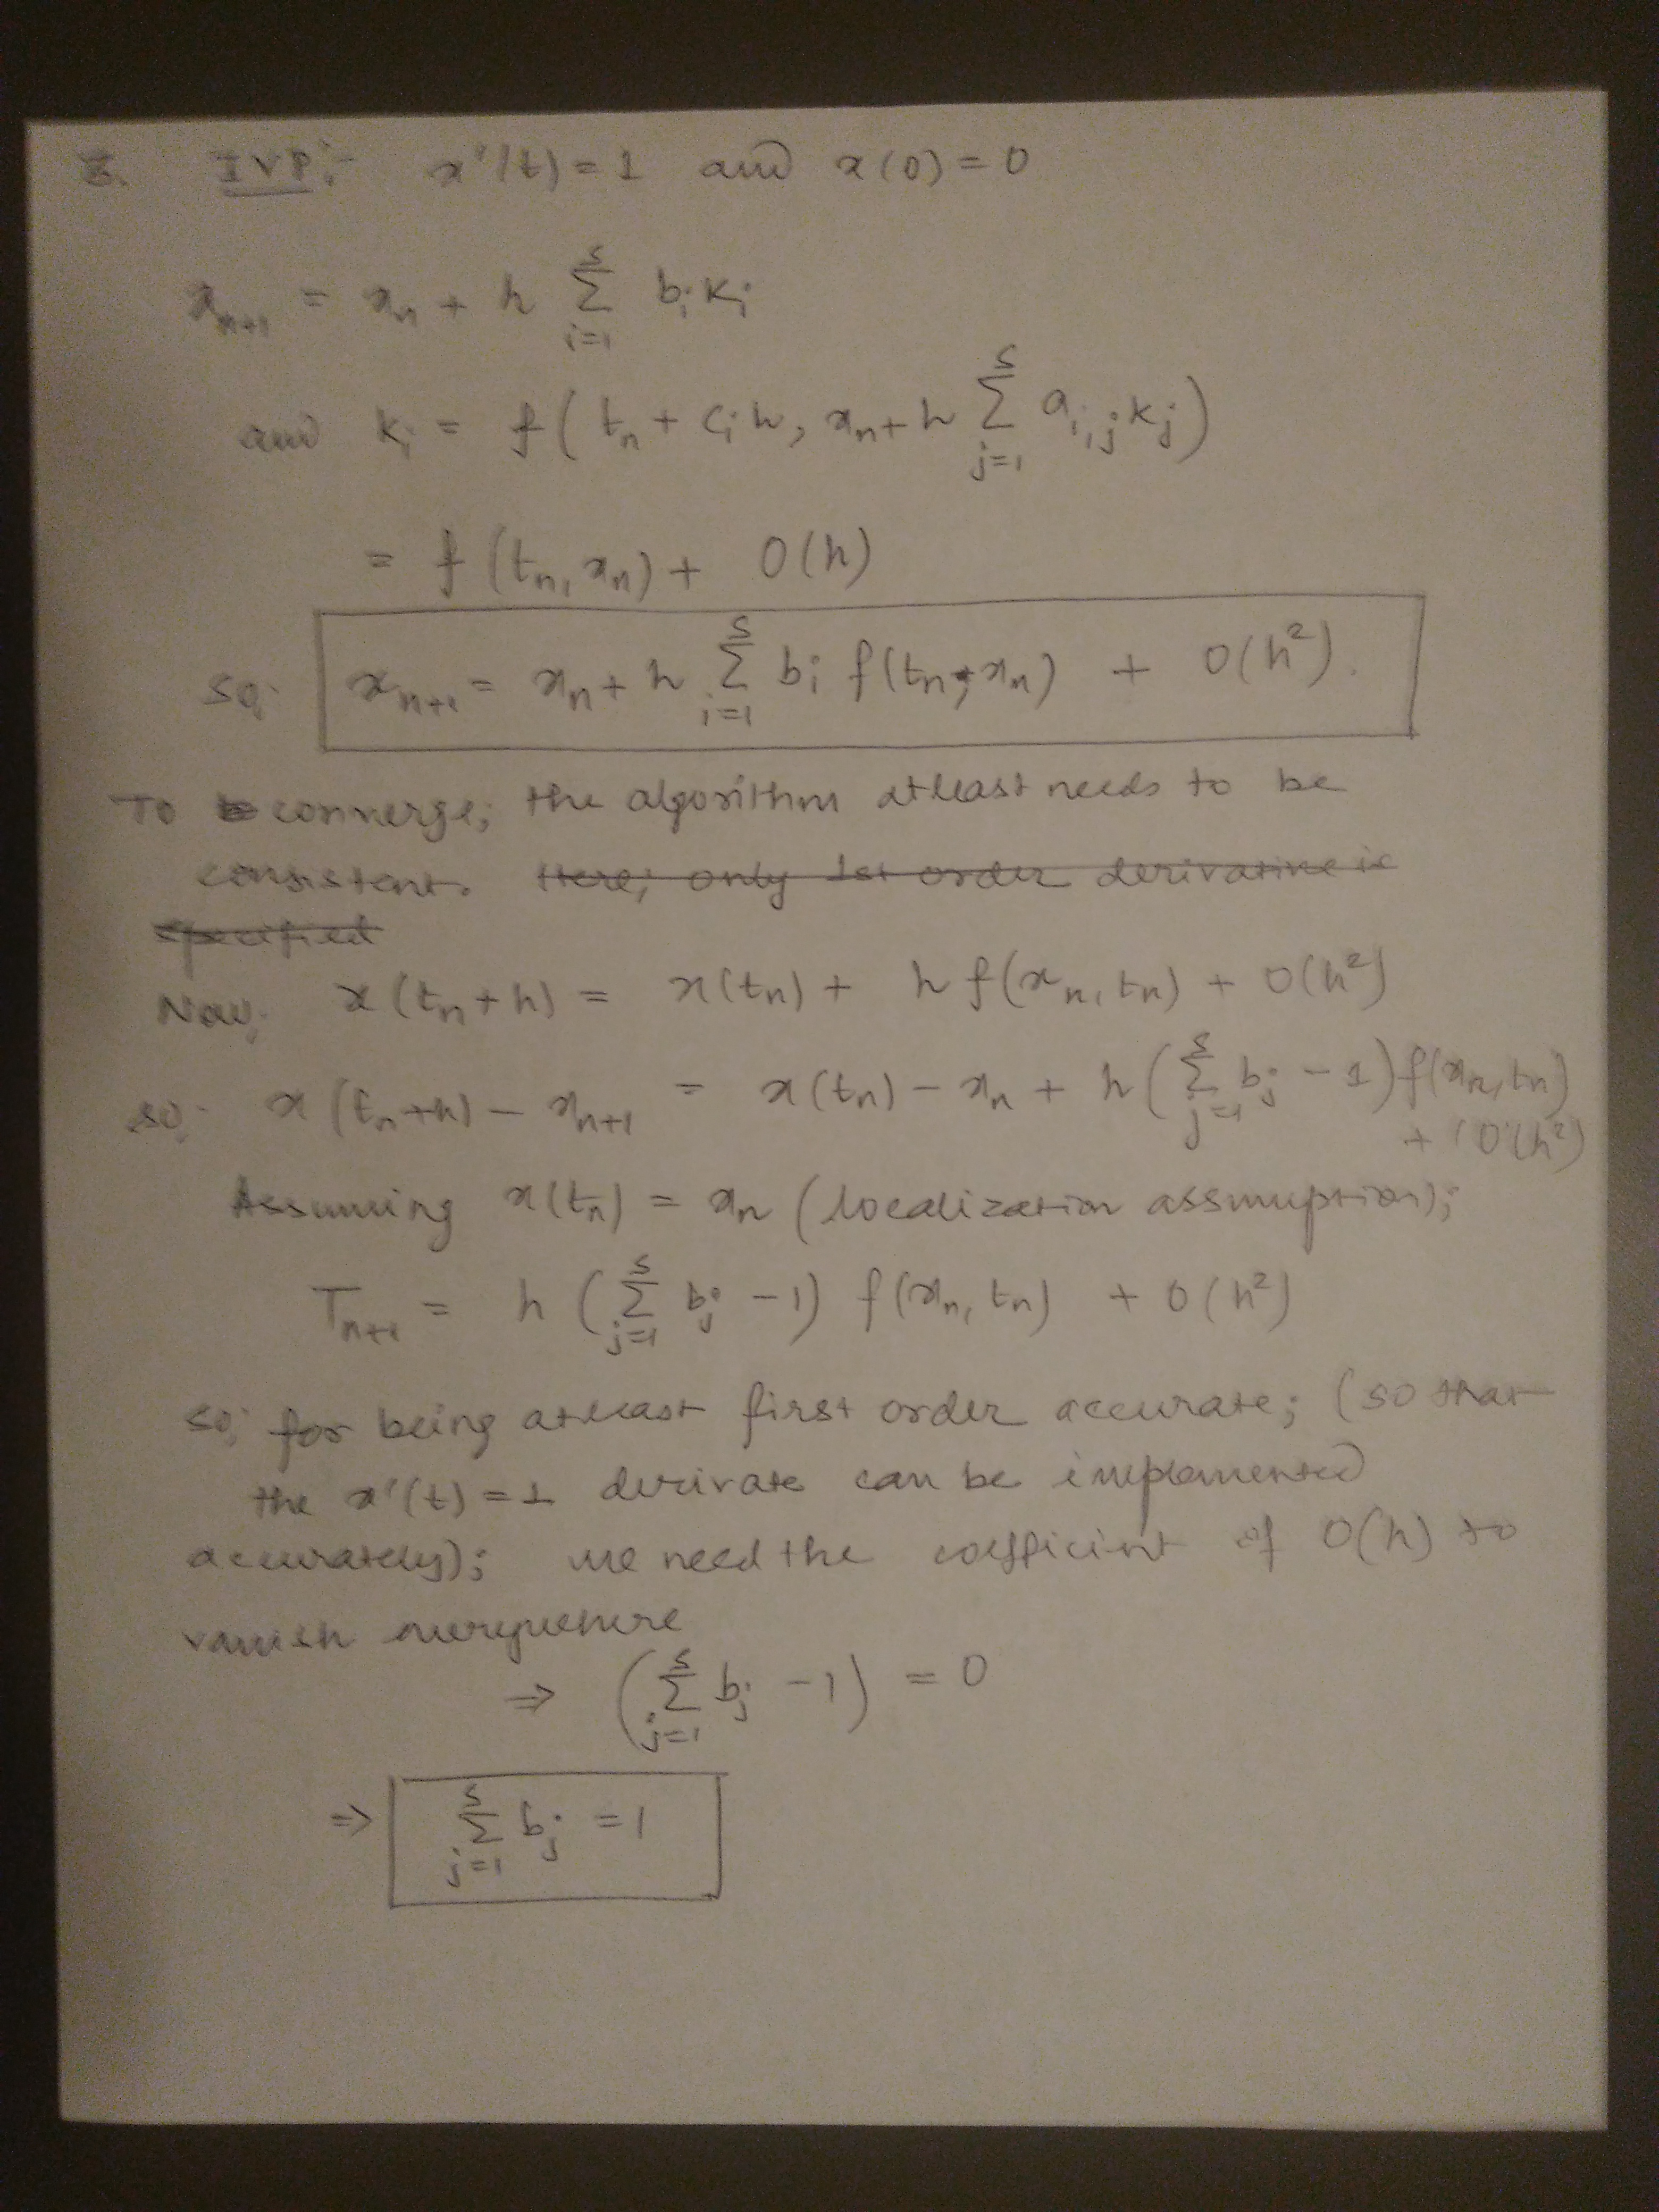 2. IVP:- x'(t) = 1 and x(0) = 0
x_{n+1} = x_n + h \sum_{i=1}^{s} b_i k_i
and k_i = f(t_n + c_i h, x_n + h \sum_{j=1}^{s} a_{i,j} k_j)
= f(t_n, x_n) + O(h)
so; x_{n+1} = x_n + h \sum_{i=1}^{s} b_i f(t_n, x_n) + O(h^2).
To converge; the algorithm atleast needs to be
consistent. Here; only 1st order derivative is
specified
Now; x(t_n + h) = x(t_n) + h f(x_n, t_n) + O(h^2)
so; x(t_n + h) - x_{n+1} = x(t_n) - x_n + h (\sum_{j=1}^{s} b_j - 1) f(x_n, t_n)
+ O(h^2)
Assuming x(t_n) = x_n (localization assmuption);
T_{n+1} = h (\sum_{j=1}^{s} b_j - 1) f(x_n, t_n) + O(h^2)
so; for being atleast first order accurate; (so that
the x'(t) = 1 derivate can be implemented
accurately); we need the coefficient of O(h) to
vanish everywhere
⇒ (\sum_{j=1}^{s} b_j - 1) = 0
⇒ \sum_{j=1}^{s} b_j = 1